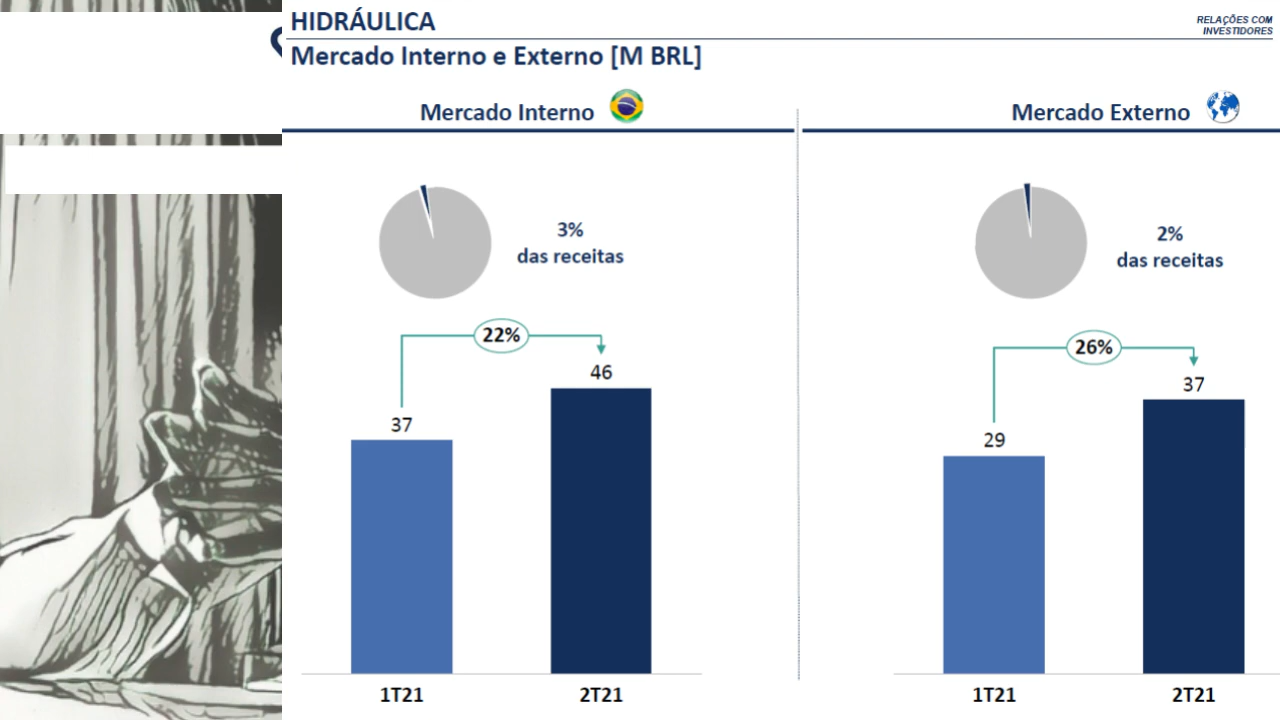 HIDRÁULICA
RELAÇÕES COM
INVESTIDORES
Mercado Interno e Externo [M BRL]
Mercado Interno
3%
das receitas
22%
37
46
1T21
2T21
Mercado Externo
2%
das receitas
26%
29
37
1T21
2T21